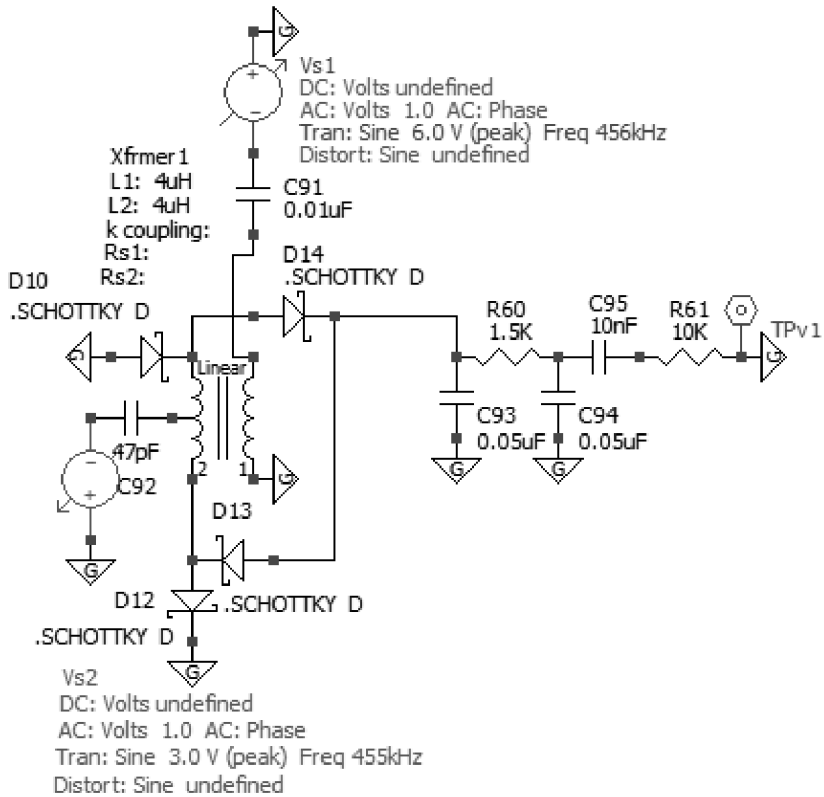 G
Vs1
DC: Volts undefined
AC: Volts 1.0 AC: Phase
Tran: Sine 6.0 V (peak) Freq 456kHz
Distort: Sine undefined
Xfrmer1
L1: 4uH
L2: 4uH
k coupling:
Rs1:
Rs2:
C91
0.01uF
D10
.SCHOTTKY D
D14
.SCHOTTKY D
R60
1.5K
C95
10nF
R61
10K
TPv1
G
G
Linear
C93
0.05uF
C94
0.05uF
47pF
C92
2
1
G
G
G
D13
.SCHOTTKY D
G
D12
.SCHOTTKY D
G
Vs2
DC: Volts undefined
AC: Volts 1.0 AC: Phase
Tran: Sine 3.0 V (peak) Freq 455kHz
Distort: Sine undefined